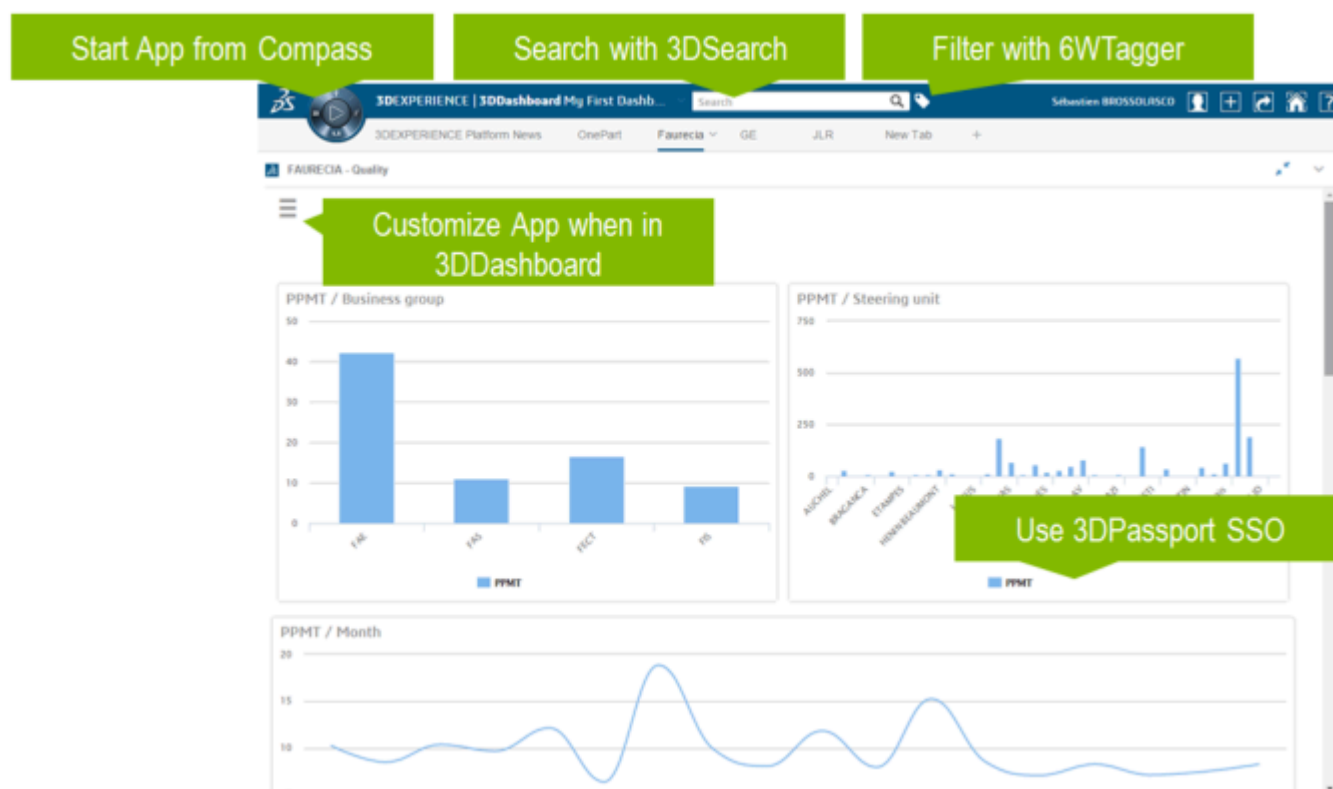 Start App from Compass
Search with 3DSearch
Filter with 6WTagger
3DEXPERIENCE | 3DDashboard My First Dashb...
Search
Sébastien BROSSOLASCO
3DEXPERIENCE Platform News
OnePart
Faurecia
GE
JLR
New Tab
+
FAURECIA - Quality
Customize App when in
3DDashboard
PPMT / Business group
50
40
30
20
10
0
FAE
FAS
FECT
FIS
PPMT
PPMT / Steering unit
750
500
250
0
AUCHEL
BRAGANCA
ETAMPES
HENIN BEAUMONT
Use 3DPassport SSO
PPMT
PPMT / Month
20
15
10